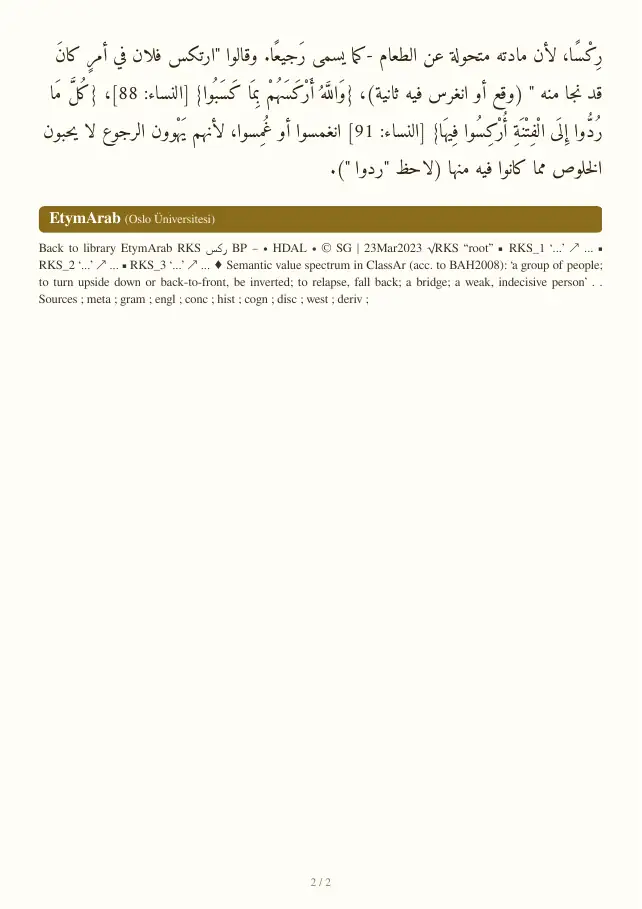 رِكْسًا، لأن مادته متحولة عن الطعام -كما يسمى رَجيعًا. وقالوا "ارتكس فلان في أمرٍ كانَ
قد نجا منه " (وقع أو انغرس فيه ثانية)، {وَاللَّهُ أَرْكَسَهُمْ بِمَا كَسَبُوا} [النساء: 88]، {كُلَّ مَا
رُدُّوا إِلَى الْفِتْنَةِ أُرْكِسُوا فِيهَا} [النساء: 91] انغمسوا أو غُمِسوا، لأنهم يَهْوون الرجوع لا يحبون
الخلوص مما كانوا فيه منها (لاحظ "ردوا ").
EtymArab (Oslo Üniversitesi)
Back to library EtymArab RKS ركس BP – • HDAL • © SG | 23Mar2023 √RKS “root” ▪ RKS_1 ‘...’ ↗ ... ▪
RKS_2 ‘...’ ↗ ... ▪ RKS_3 ‘...’ ↗ ... ♦ Semantic value spectrum in ClassAr (acc. to BAH2008): ‘a group of people;
to turn upside down or back-to-front, be inverted; to relapse, fall back; a bridge; a weak, indecisive person’ . .
Sources ; meta ; gram ; engl ; conc ; hist ; cogn ; disc ; west ; deriv ;
2 / 2